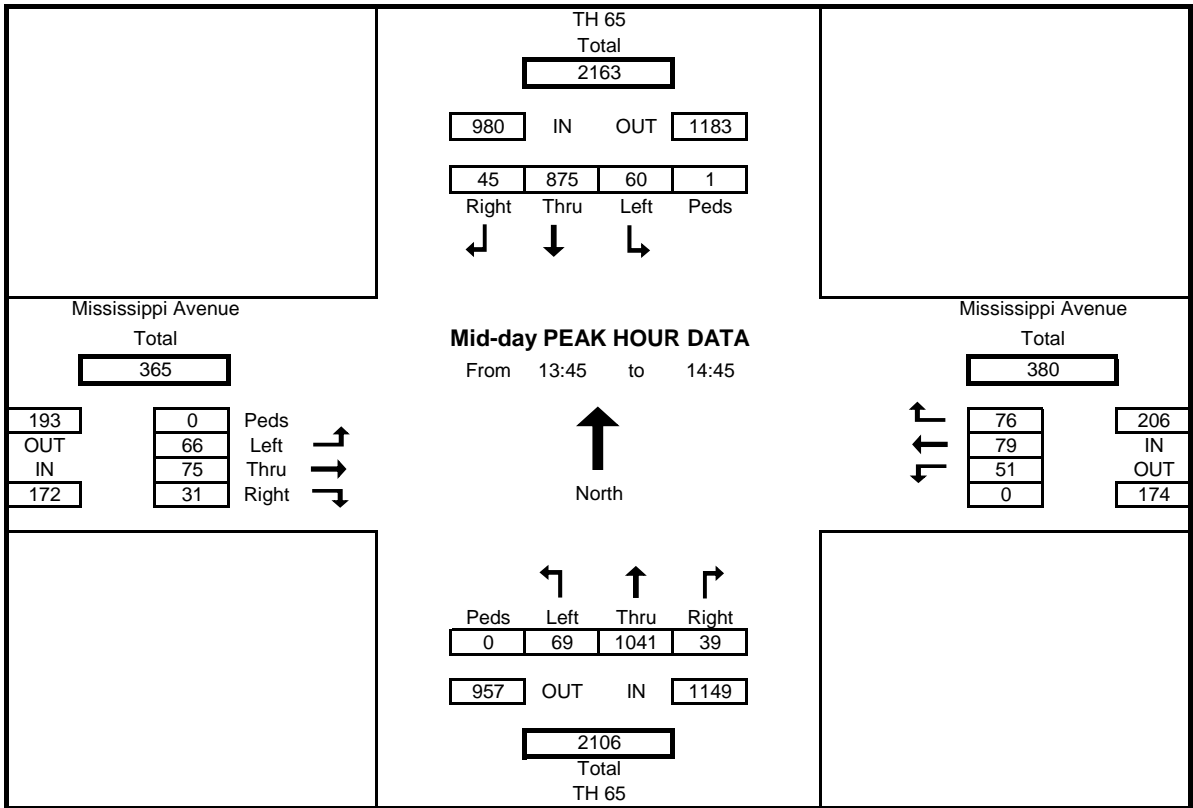 TH 65
Total
2163
980 IN OUT 1183
45 875 60 1
Right Thru Left Peds
Mississippi Avenue
Total
365
193 0 Peds
OUT 66 Left
IN 75 Thru
172 31 Right
Mid-day PEAK HOUR DATA
From 13:45 to 14:45
North
Mississippi Avenue
Total
380
76 206
79 IN
51 OUT
0 174
Peds Left Thru Right
0 69 1041 39
957 OUT IN 1149
2106
Total
TH 65